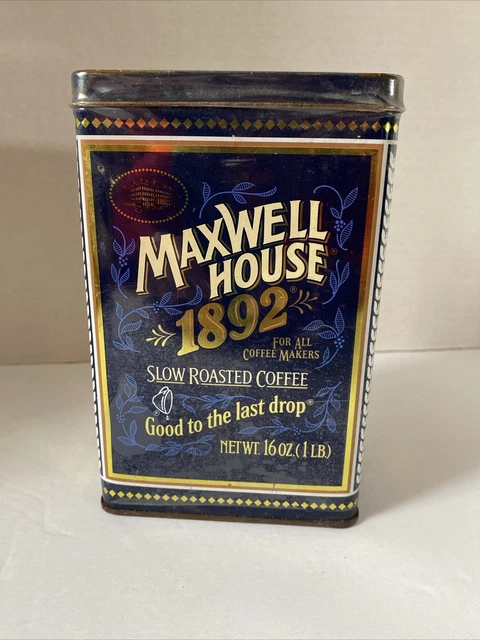 MAXWELL
HOUSE®
1892®
FOR ALL
COFFEE MAKERS
SLOW ROASTED COFFEE
Good to the last drop®
NET WT. 16 OZ. (1 LB.)